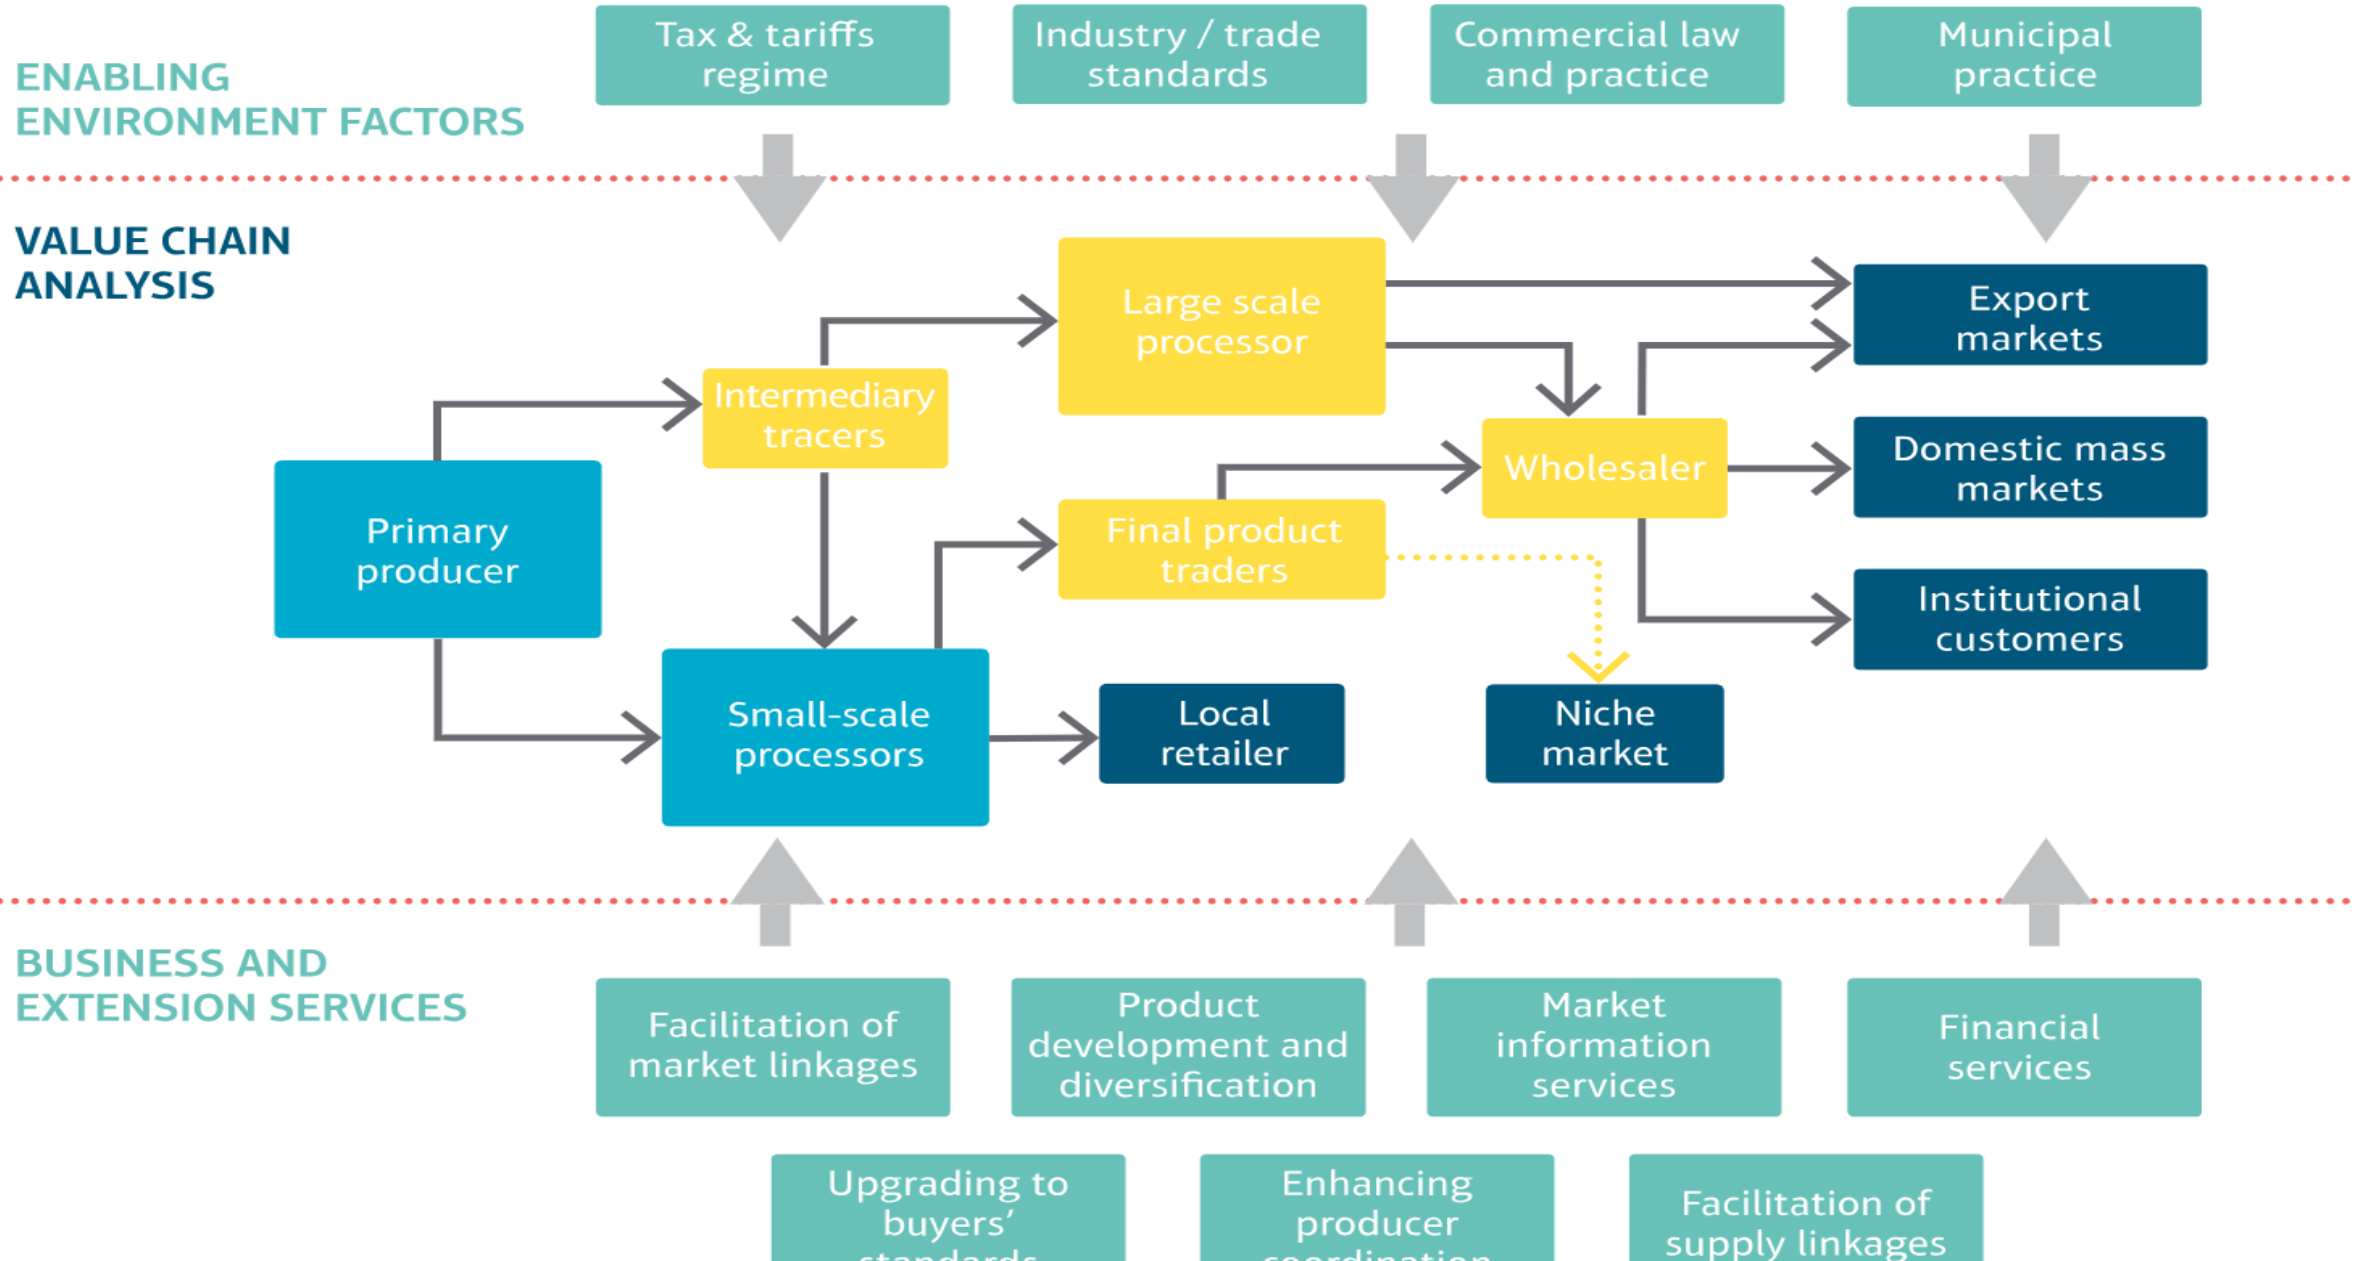 Tax & tariffs
regime
Industry / trade
standards
Commercial law
and practice
Municipal
practice
ENABLING
ENVIRONMENT FACTORS
VALUE CHAIN
ANALYSIS
Large scale
processor
Export
markets
Intermediary
tracers
Wholesaler
Domestic mass
markets
Primary
producer
Final product
traders
Institutional
customers
Small-scale
processors
Local
retailer
Niche
market
BUSINESS AND
EXTENSION SERVICES
Facilitation of
market linkages
Product
development and
diversification
Market
information
services
Financial
services
Upgrading to
buyers’
standards
Enhancing
producer
coordination
Facilitation of
supply linkages